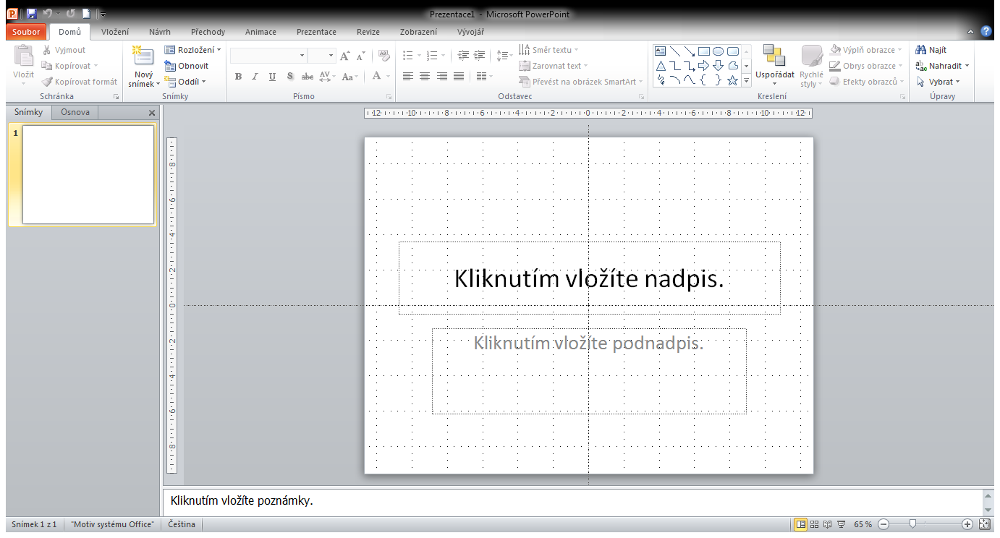 Prezentace1 - Microsoft PowerPoint
Soubor Domů Vložení Návrh Přechody Animace Prezentace Revize Zobrazení Vývojář
Vložit
Vyjmout
Kopírovat
Kopírovat formát
Schránka
Nový snímek
Rozložení
Obnovit
Oddíl
Snímky
B I U S abc AV Aa A
Písmo
Směr textu
Zarovnat text
Převést na obrázek SmartArt
Odstavec
Uspořádat
Rychlé styly
Výplň obrazce
Obrys obrazce
Efekty obrazců
Kreslení
Najít
Nahradit
Vybrat
Úpravy
Snímky Osnova
1
12 10 8 6 4 2 0 2 4 6 8 10 12
8 6 4 2 0 2 4 6 8
Kliknutím vložíte nadpis.
Kliknutím vložíte podnadpis.
Kliknutím vložíte poznámky.
Snímek 1 z 1 "Motiv systému Office" Čeština 65 %